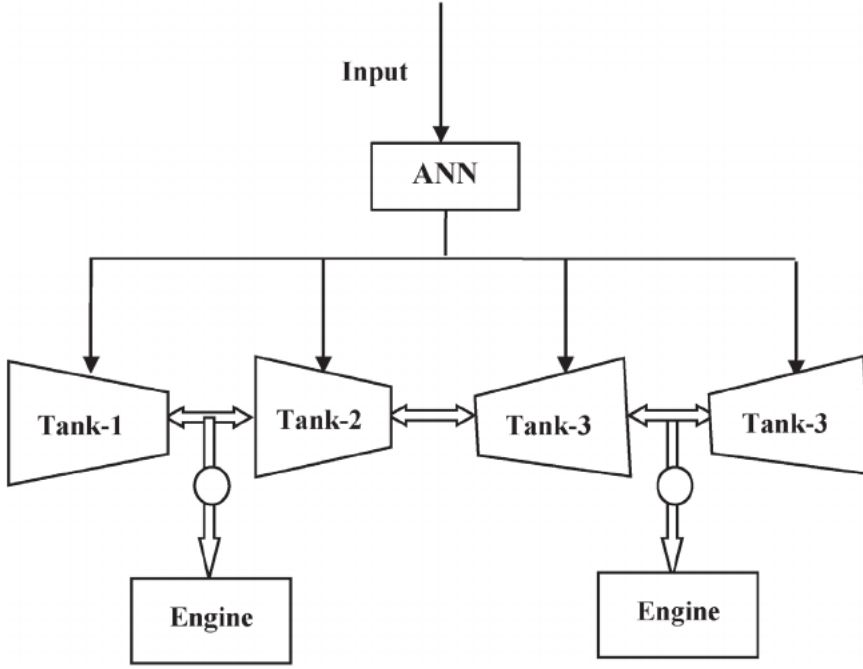 Input
ANN
Tank-1
Tank-2
Tank-3
Tank-3
Engine
Engine